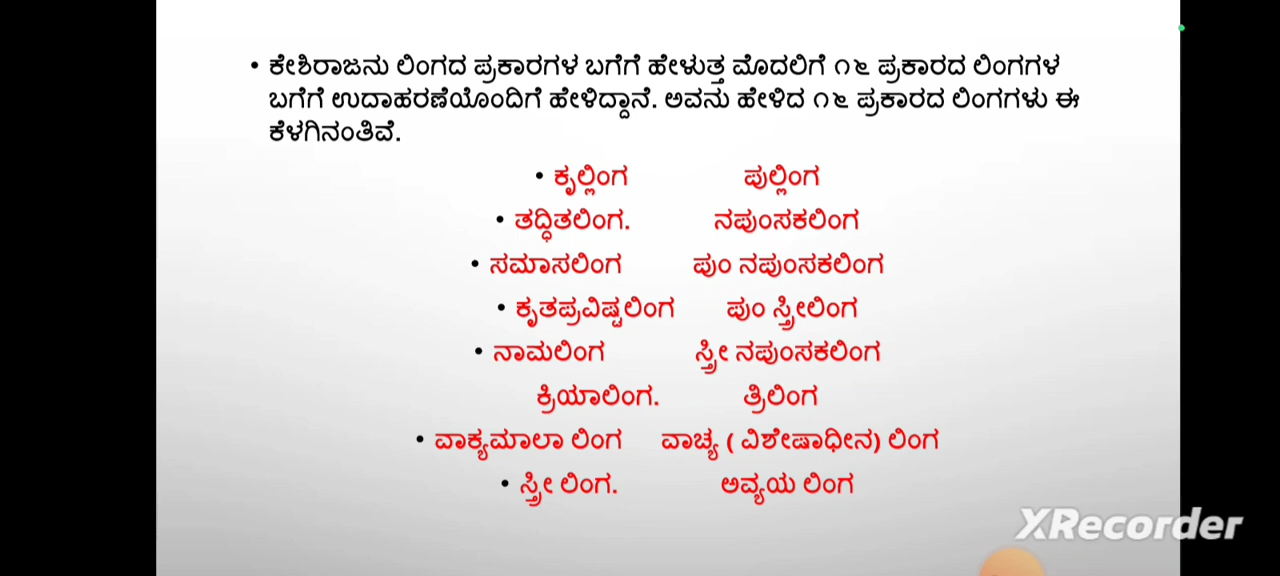 • ಕೇಶಿರಾಜನು ಲಿಂಗದ ಪ್ರಕಾರಗಳ ಬಗೆಗೆ ಹೇಳುತ್ತ ಮೊದಲಿಗೆ ೧೬ ಪ್ರಕಾರದ ಲಿಂಗಗಳ
ಬಗೆಗೆ ಉದಾಹರಣೆಯೊಂದಿಗೆ ಹೇಳಿದ್ದಾನೆ. ಅವನು ಹೇಳಿದ ೧೬ ಪ್ರಕಾರದ ಲಿಂಗಗಳು ಈ
ಕೆಳಗಿನಂತಿವೆ.
• ಕೃಲ್ಲಿಂಗ ಪುಲ್ಲಿಂಗ
• ತದ್ಧಿತಲಿಂಗ. ನಪುಂಸಕಲಿಂಗ
• ಸಮಾಸಲಿಂಗ ಪುಂ ನಪುಂಸಕಲಿಂಗ
• ಕೃತಪ್ರವಿಷ್ಟಲಿಂಗ ಪುಂ ಸ್ತ್ರೀಲಿಂಗ
• ನಾಮಲಿಂಗ ಸ್ತ್ರೀ ನಪುಂಸಕಲಿಂಗ
ಕ್ರಿಯಾಲಿಂಗ. ತ್ರಿಲಿಂಗ
• ವಾಕ್ಯಮಾಲಾ ಲಿಂಗ ವಾಚ್ಯ ( ವಿಶೇಷಾಧೀನ) ಲಿಂಗ
• ಸ್ತ್ರೀ ಲಿಂಗ. ಅವ್ಯಯ ಲಿಂಗ
XRecorder